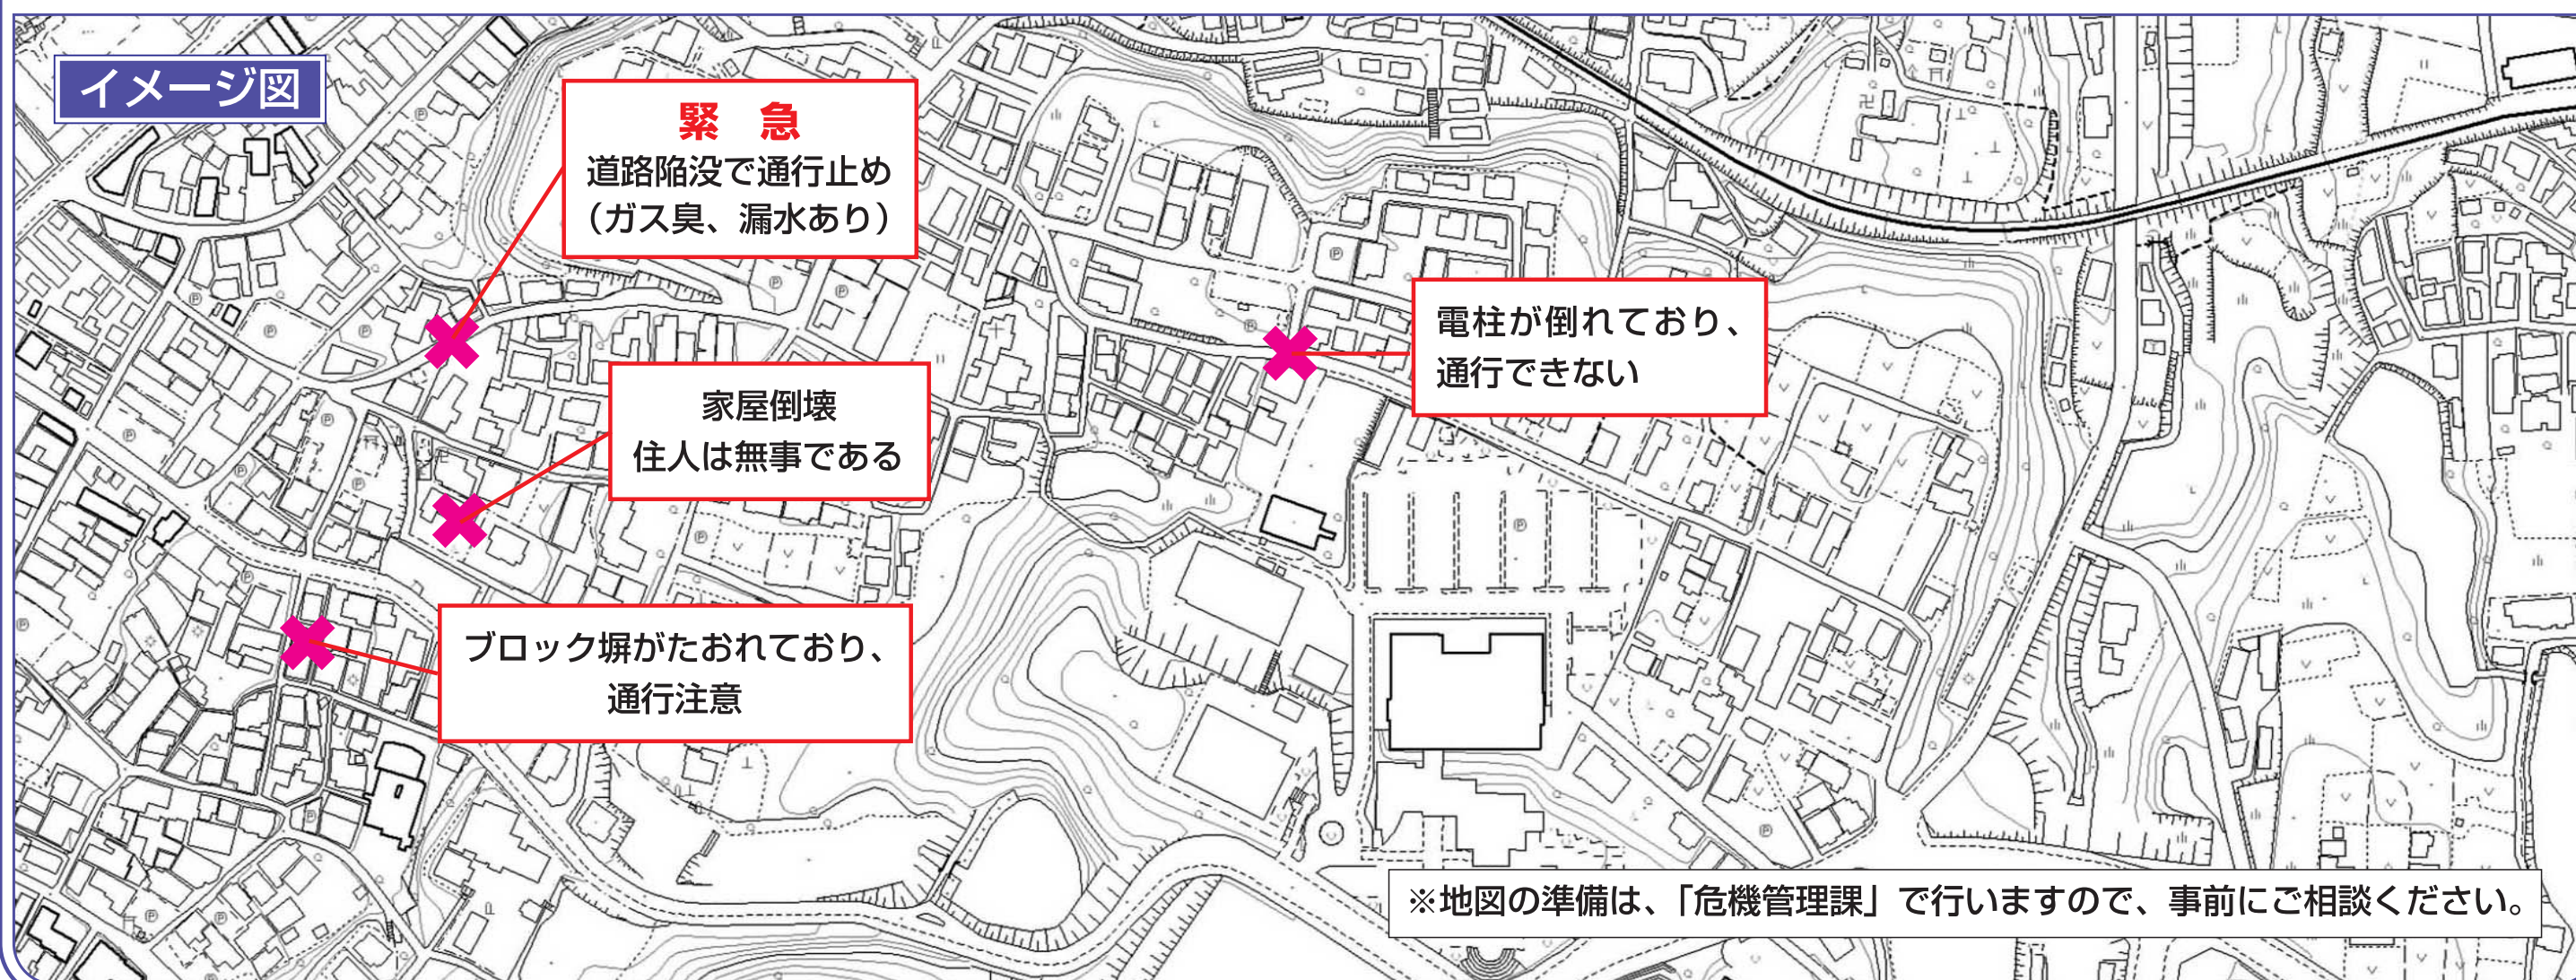 イメージ図
緊　急
道路陥没で通行止め
（ガス臭、漏水あり）
電柱が倒れており、
通行できない
家屋倒壊
住人は無事である
ブロック塀がたおれており、
通行注意
※地図の準備は、「危機管理課」で行いますので、事前にご相談ください。